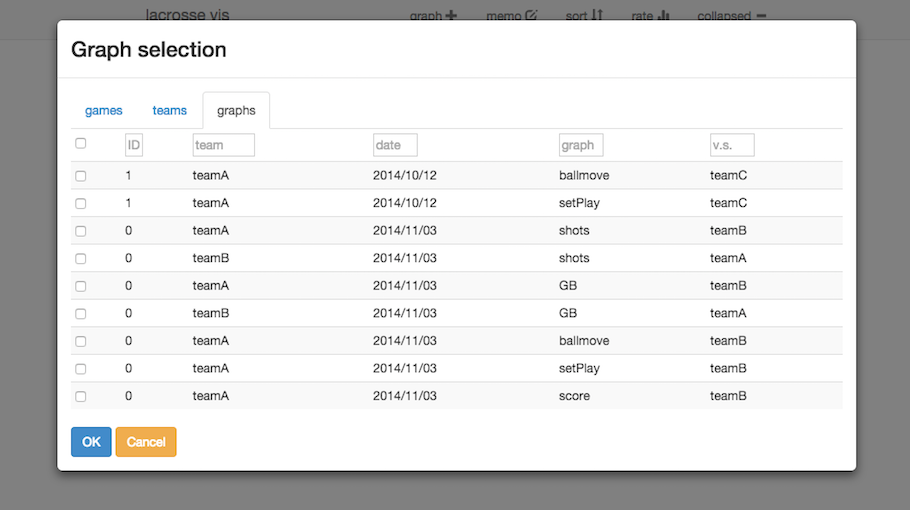 lacrosse vis graph memo sort rate collapsed
Graph selection
games teams graphs
ID team date graph v.s.
1 teamA 2014/10/12 ballmove teamC
1 teamA 2014/10/12 setPlay teamC
0 teamA 2014/11/03 shots teamB
0 teamB 2014/11/03 shots teamA
0 teamA 2014/11/03 GB teamB
0 teamB 2014/11/03 GB teamA
0 teamA 2014/11/03 ballmove teamB
0 teamA 2014/11/03 setPlay teamB
0 teamA 2014/11/03 score teamB
OK Cancel